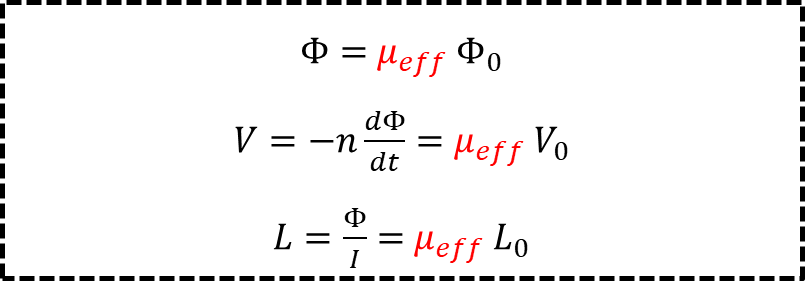 Φ = μ_eff Φ_0
V = −n dΦ/dt = μ_eff V_0
L = Φ/I = μ_eff L_0